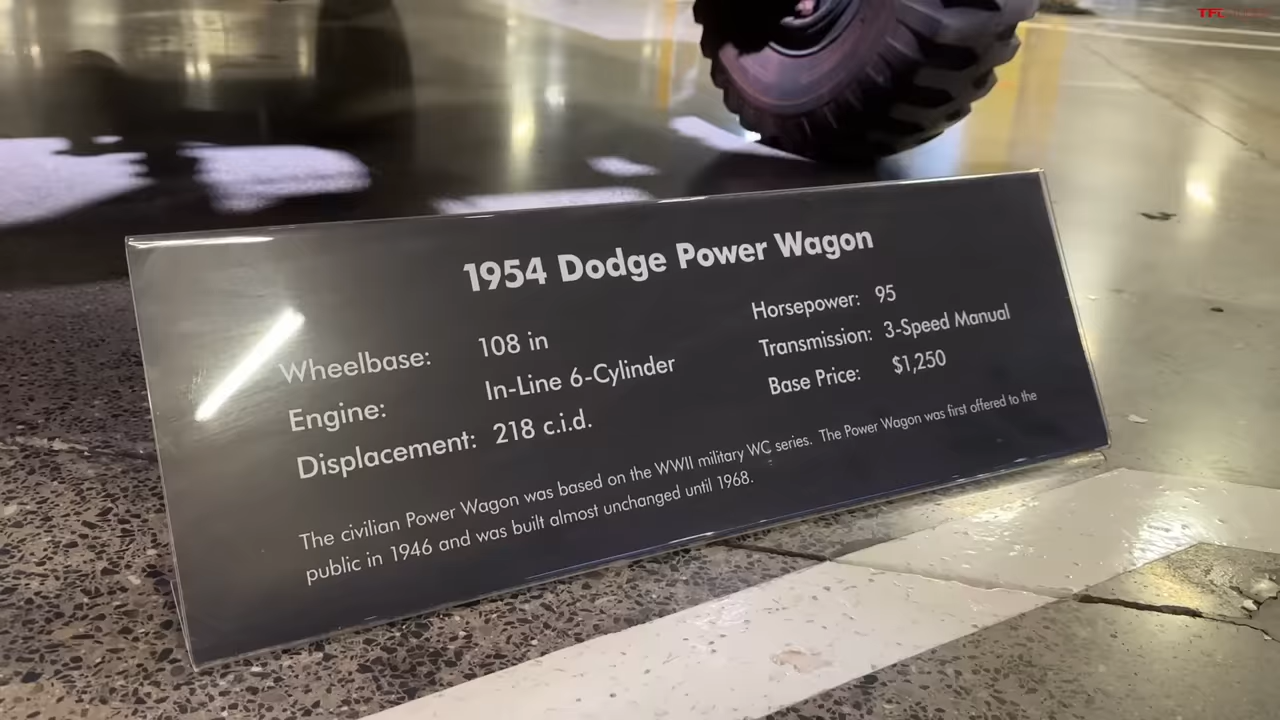 TFL
1954 Dodge Power Wagon
Wheelbase: 108 in
Engine: In-Line 6-Cylinder
Displacement: 218 c.i.d.
Horsepower: 95
Transmission: 3-Speed Manual
Base Price: $1,250
The civilian Power Wagon was based on the WWII military WC series. The Power Wagon was first offered to the
public in 1946 and was built almost unchanged until 1968.